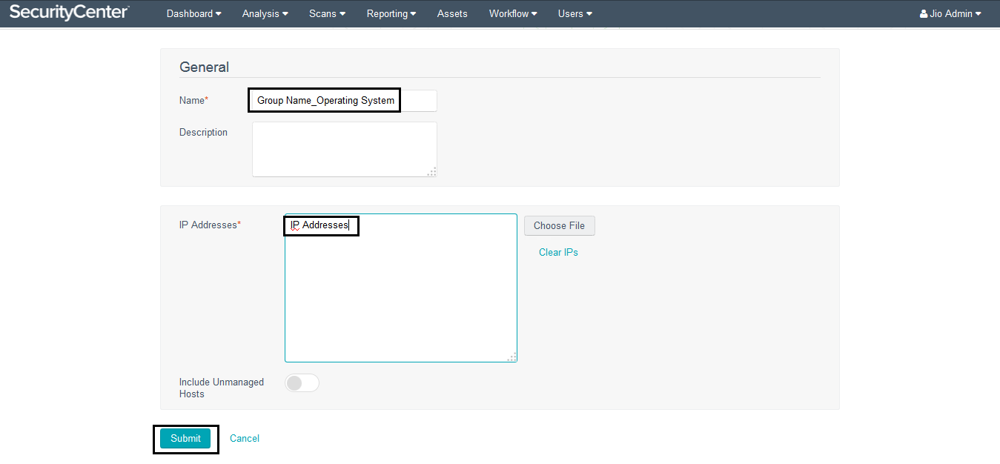 SecurityCenter™ Dashboard Analysis Scans Reporting Assets Workflow Users Jio Admin
General
Name* Group Name_Operating System
Description
IP Addresses* IP Addresses Choose File
Clear IPs
Include Unmanaged
Hosts
Submit Cancel